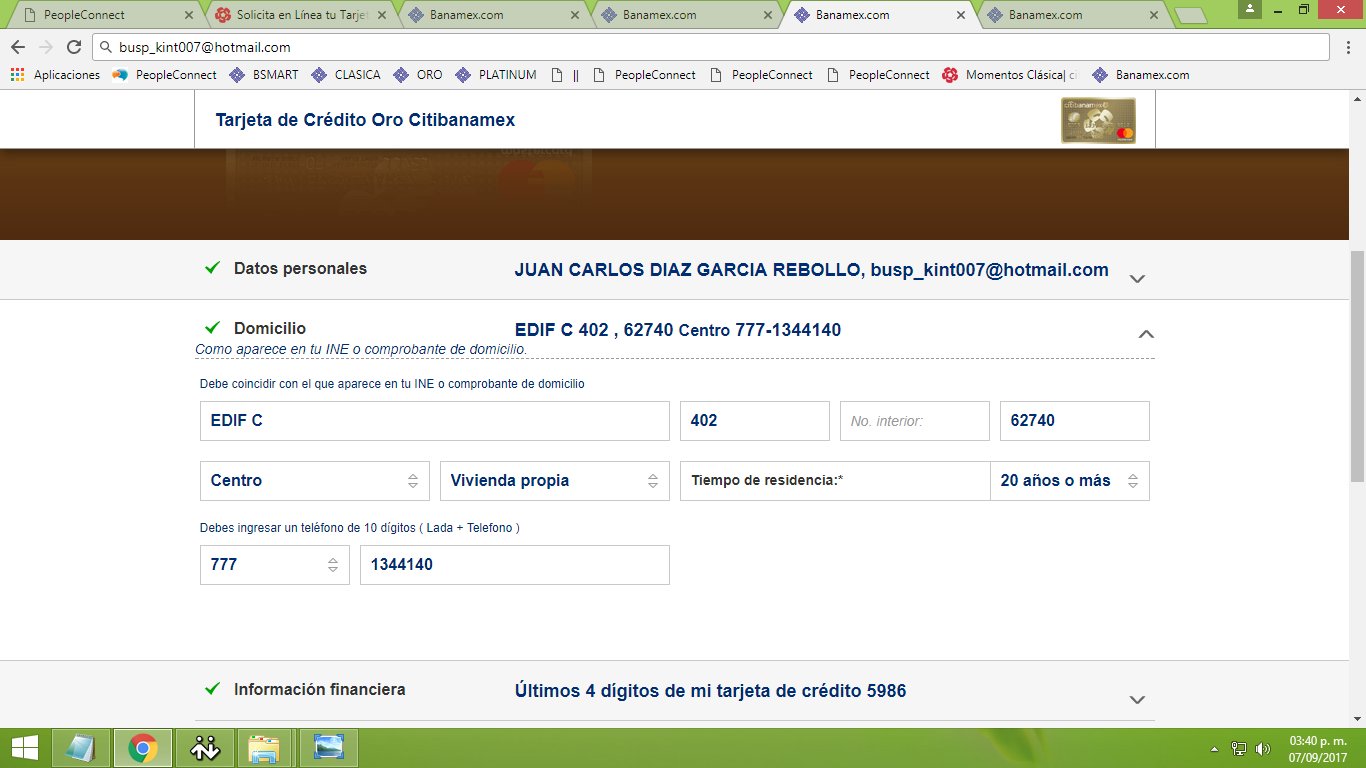 PeopleConnect
Solicita en Línea tu Tarje
Banamex.com
Banamex.com
Banamex.com
Banamex.com
busp_kint007@hotmail.com
Aplicaciones PeopleConnect BSMART CLASICA ORO PLATINUM || PeopleConnect PeopleConnect PeopleConnect Momentos Clásica| ci Banamex.com
Tarjeta de Crédito Oro Citibanamex
citibanamex
Datos personales JUAN CARLOS DIAZ GARCIA REBOLLO, busp_kint007@hotmail.com
Domicilio EDIF C 402 , 62740 Centro 777-1344140
Como aparece en tu INE o comprobante de domicilio.
Debe coincidir con el que aparece en tu INE o comprobante de domicilio
EDIF C 402 No. interior: 62740
Centro Vivienda propia Tiempo de residencia:* 20 años o más
Debes ingresar un teléfono de 10 dígitos ( Lada + Telefono )
777 1344140
Información financiera Últimos 4 dígitos de mi tarjeta de crédito 5986
03:40 p. m.
07/09/2017